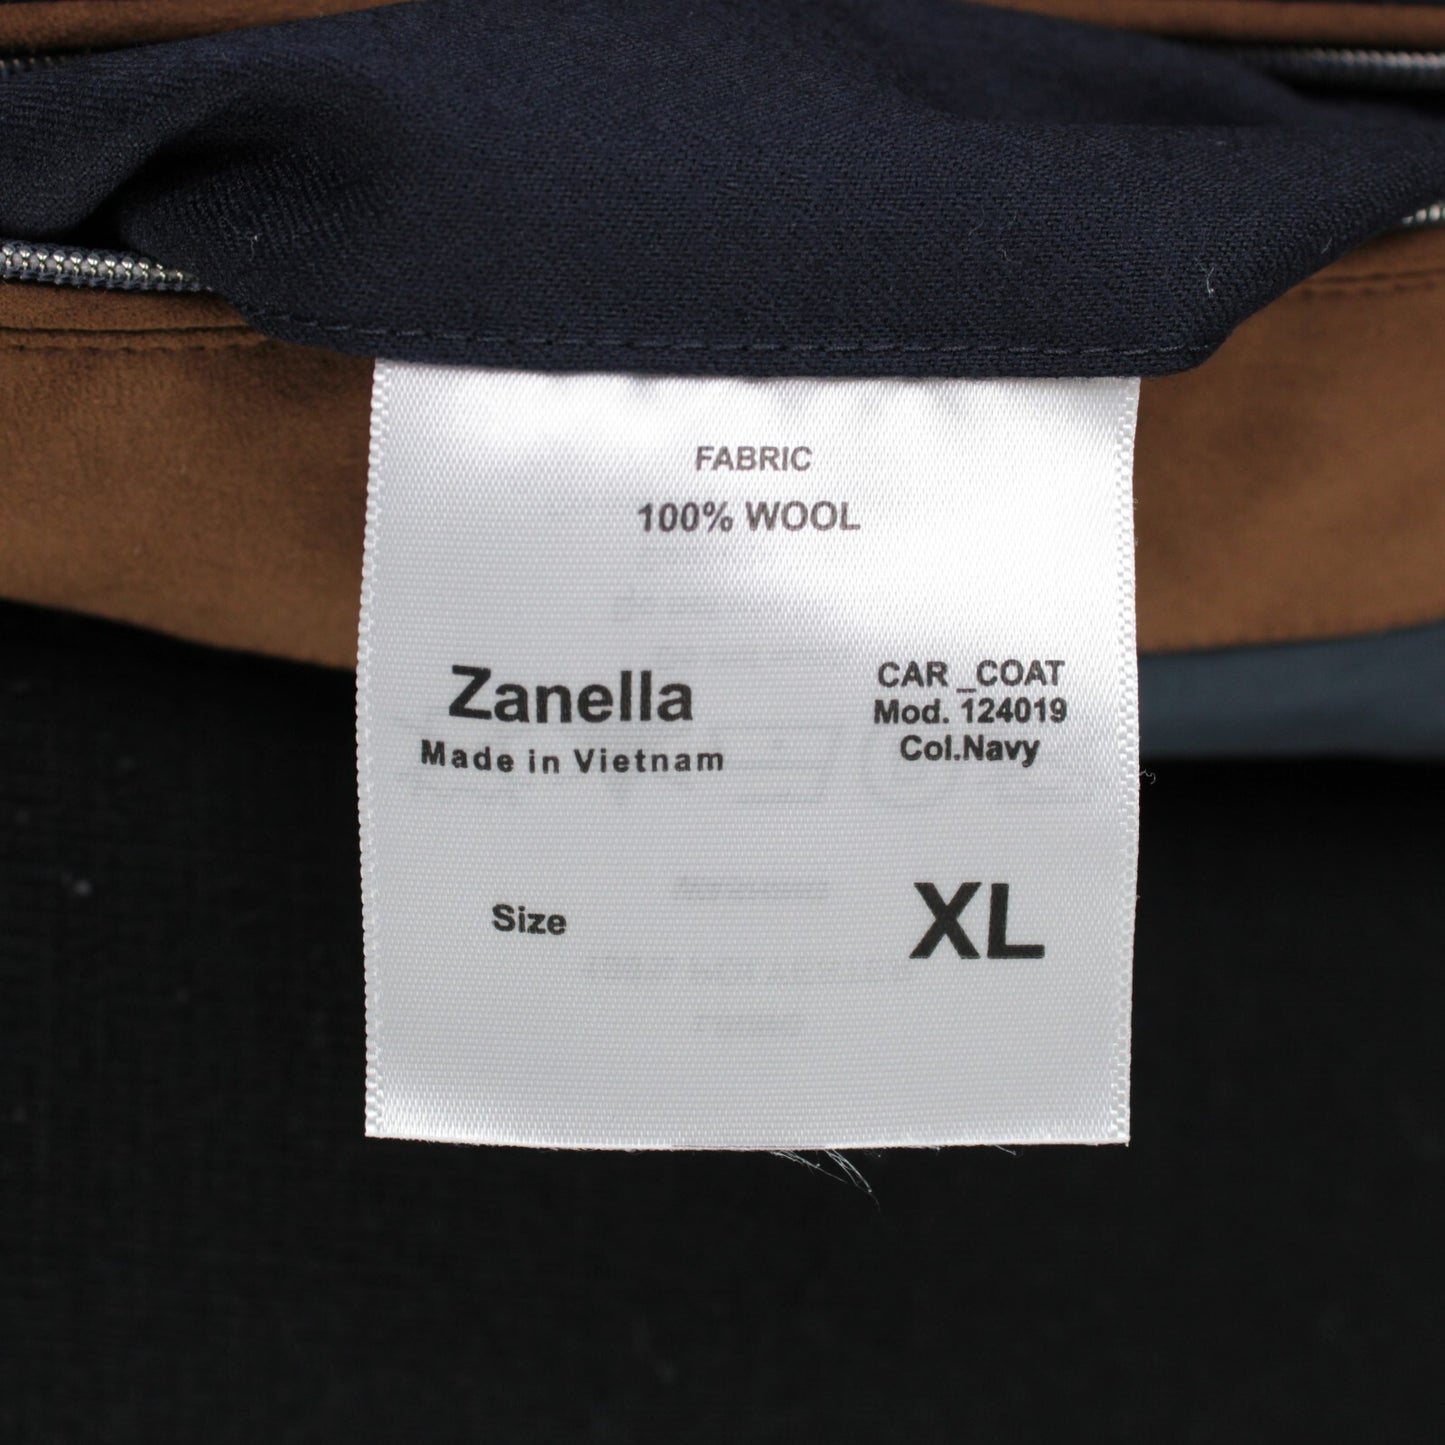 FABRIC
100% WOOL
Zanella
Made in Vietnam
CAR _COAT
Mod. 124019
Col.Navy
Size
XL